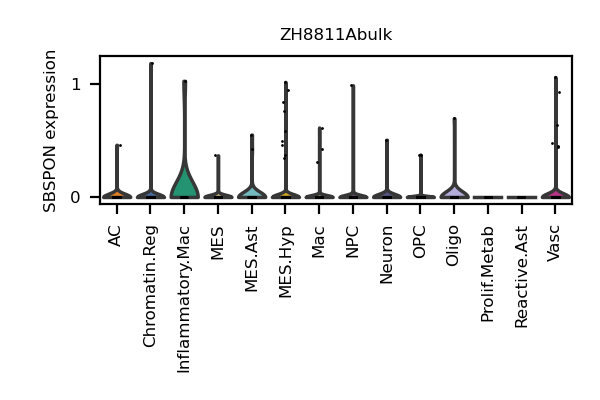 ZH8811Abulk
SBSPON expression
1
0
AC
Chromatin.Reg
Inflammatory.Mac
MES
MES.Ast
MES.Hyp
Mac
NPC
Neuron
OPC
Oligo
Prolif.Metab
Reactive.Ast
Vasc